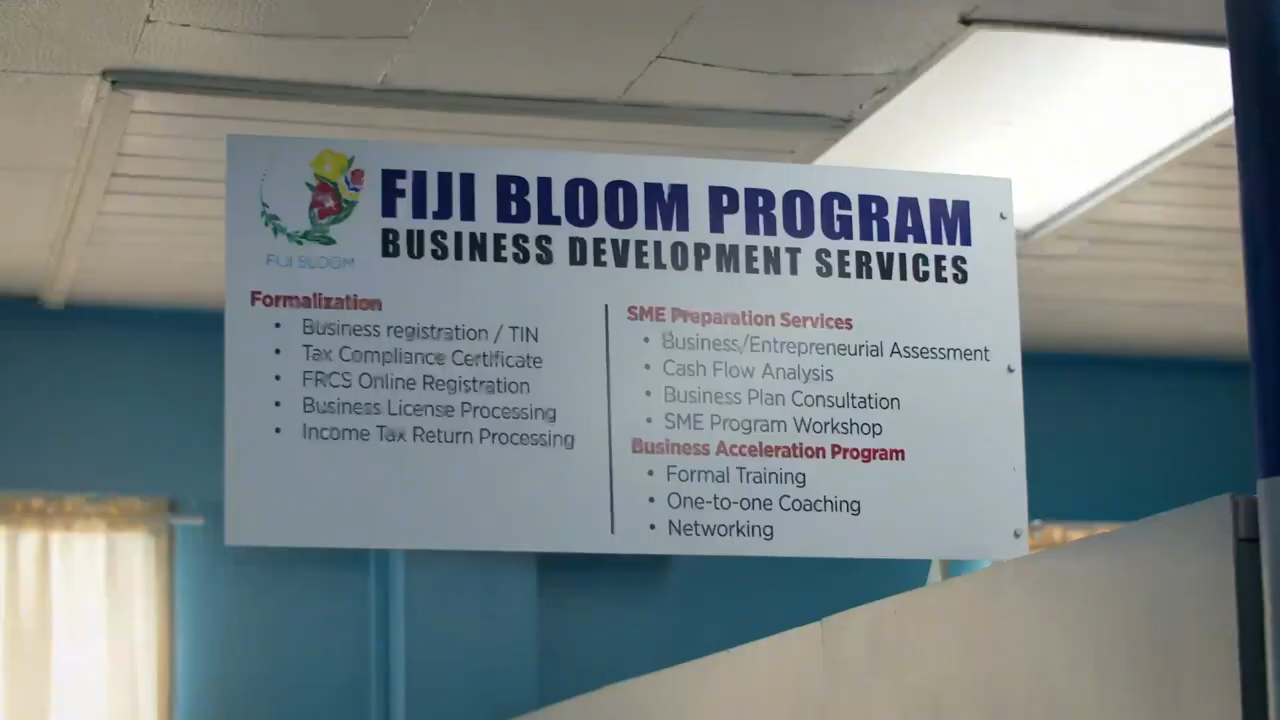 FIJI BLOOM
FIJI BLOOM PROGRAM
BUSINESS DEVELOPMENT SERVICES
Formalization
• Business registration / TIN
• Tax Compliance Certificate
• FRCS Online Registration
• Business License Processing
• Income Tax Return Processing
SME Preparation Services
• Business/Entrepreneurial Assessment
• Cash Flow Analysis
• Business Plan Consultation
• SME Program Workshop
Business Acceleration Program
• Formal Training
• One-to-one Coaching
• Networking